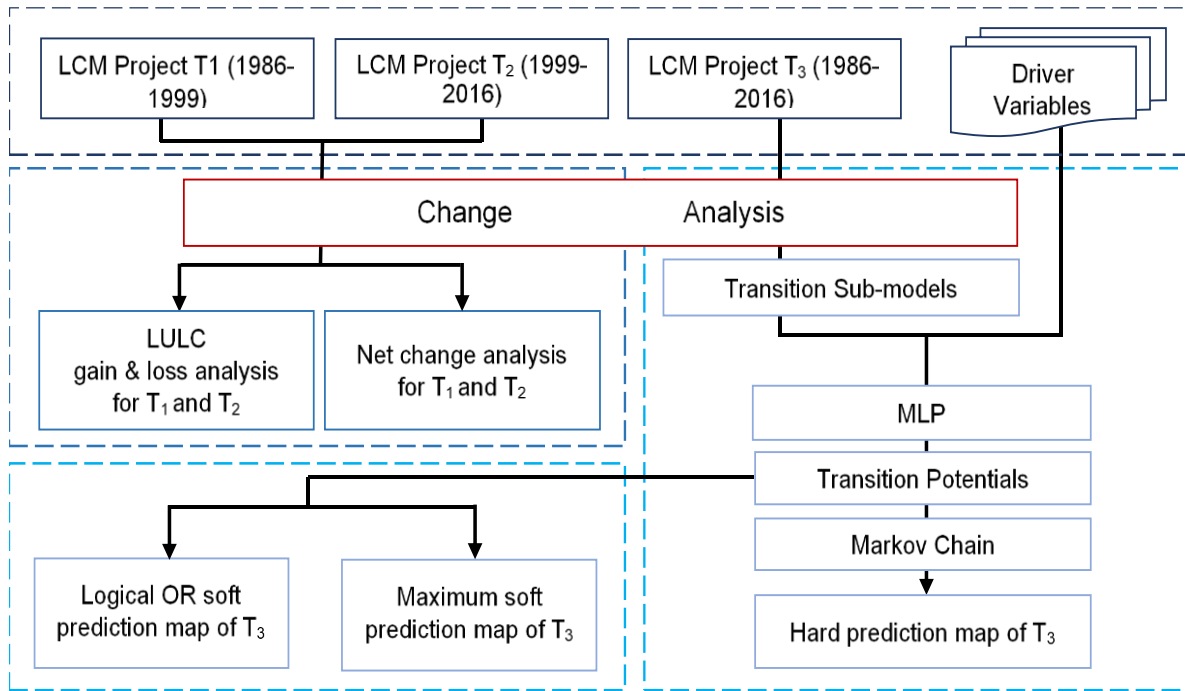 LCM Project T1 (1986-
1999)
LCM Project T₂ (1999-
2016)
LCM Project T₃ (1986-
2016)
Driver
Variables
Change Analysis
Transition Sub-models
LULC
gain & loss analysis
for T₁ and T₂
Net change analysis
for T₁ and T₂
MLP
Transition Potentials
Markov Chain
Logical OR soft
prediction map of T₃
Maximum soft
prediction map of T₃
Hard prediction map of T₃